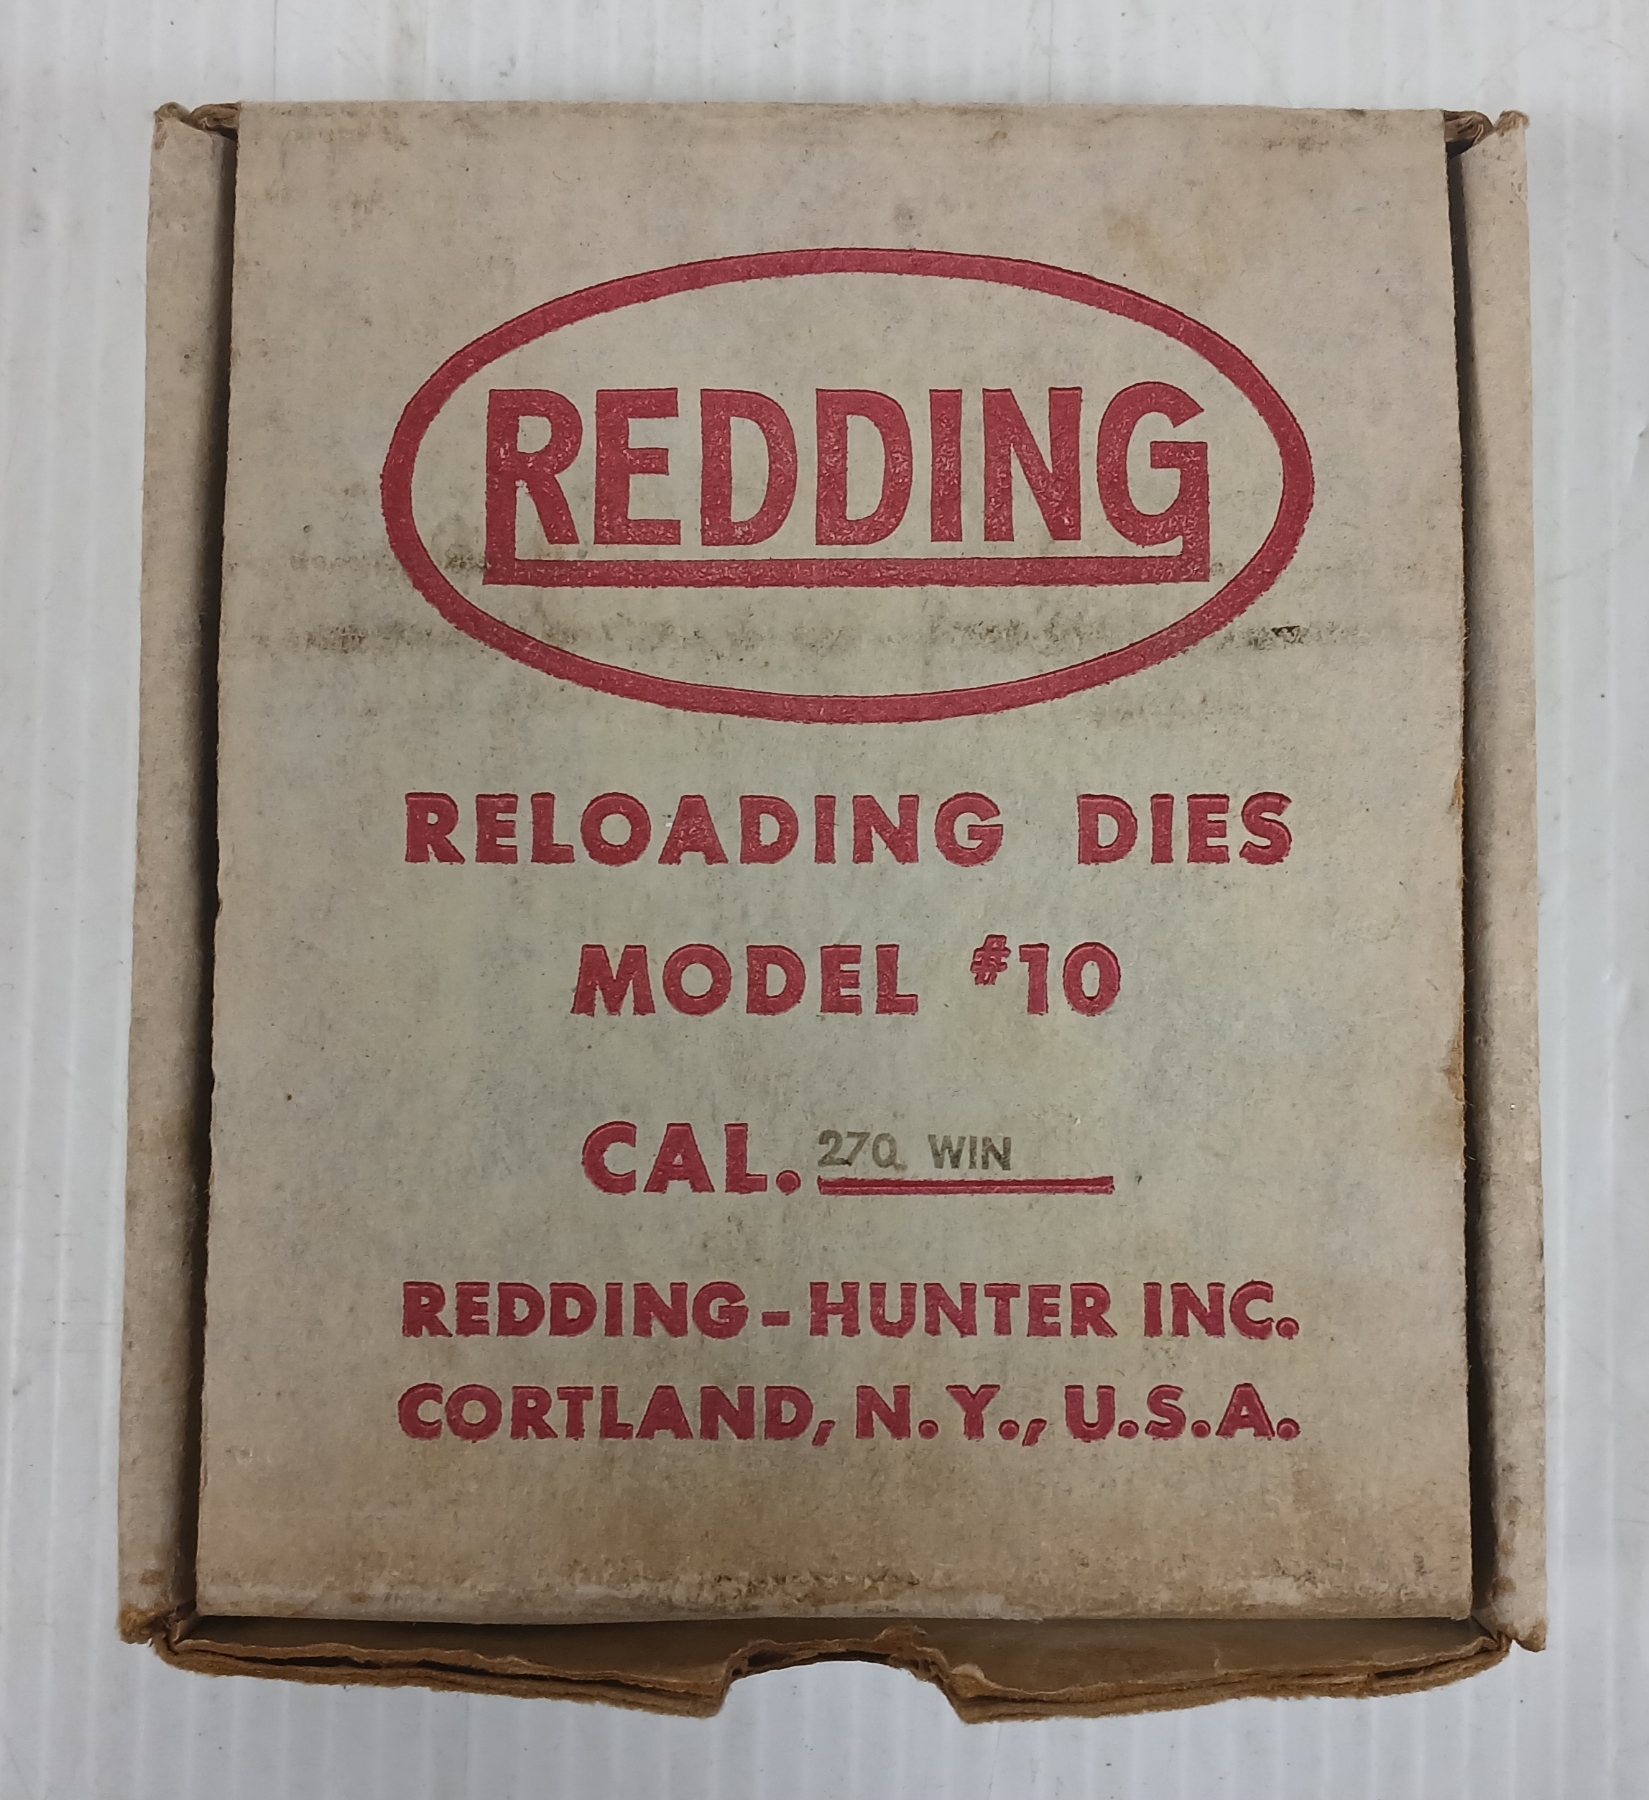 REDDING
RELOADING DIES
MODEL #10
CAL. 270 WIN
REDDING-HUNTER INC.
CORTLAND, N.Y., U.S.A.